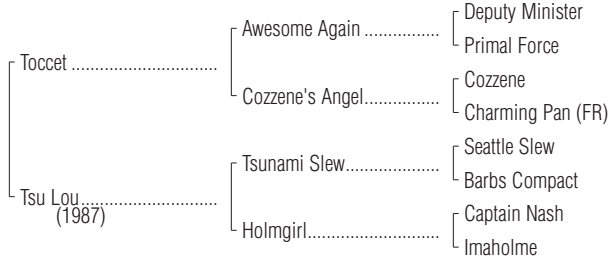 Deputy Minister
Awesome Again ................
Primal Force
Toccet ..............................
Cozzene
Cozzene's Angel................
Charming Pan (FR)
Seattle Slew
Tsunami Slew....................
Barbs Compact
Tsu Lou............................
(1987)
Captain Nash
Holmgirl............................
Imaholme